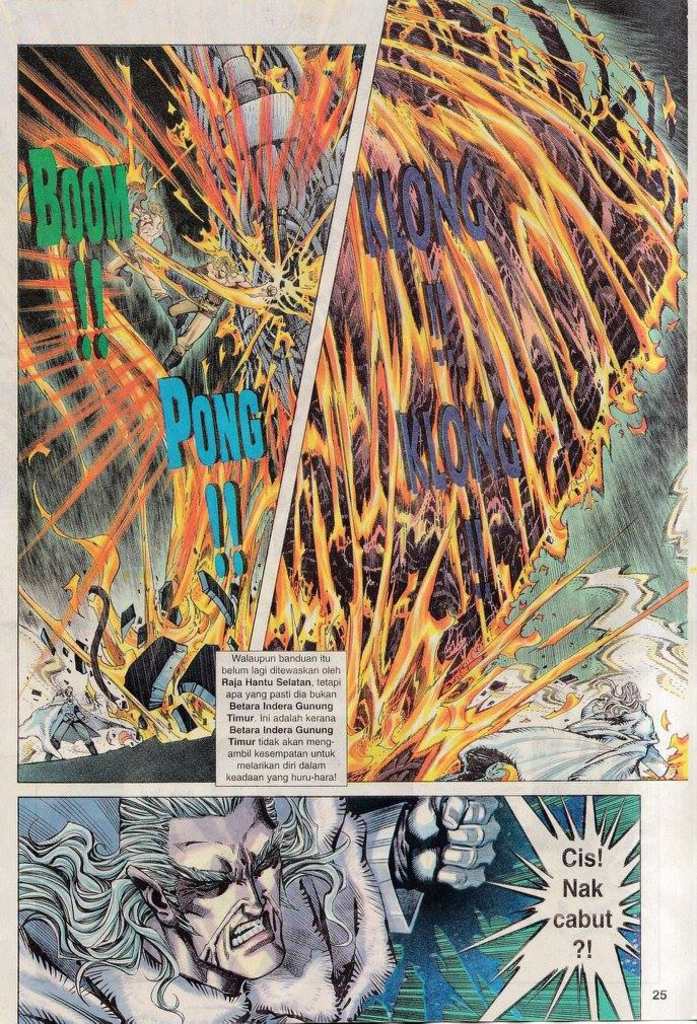 BOOM
!!
PONG
!!
KLONG
!!
KLONG
!!
Walaupun banduan itu
belum lagi ditewaskan oleh
Raja Hantu Selatan, tetapi
apa yang pasti dia bukan
Betara Indera Gunung
Timur. Ini adalah kerana
Betara Indera Gunung
Timur tidak akan meng-
ambil kesempatan untuk
melarikan diri dalam
keadaan yang huru-hara!
Cis!
Nak
cabut
?!
25